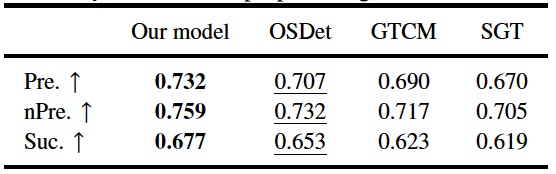 Our model OSDet GTCM SGT
Pre. ↑ 0.732 0.707 0.690 0.670
nPre. ↑ 0.759 0.732 0.717 0.705
Suc. ↑ 0.677 0.653 0.623 0.619